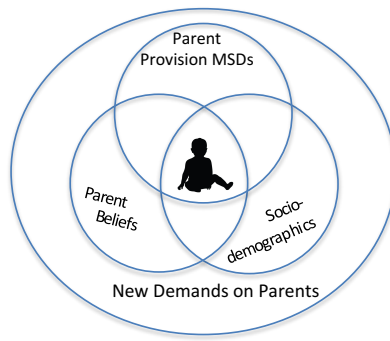 Parent
Provision MSDs
Parent
Beliefs
Socio-
demographics
New Demands on Parents